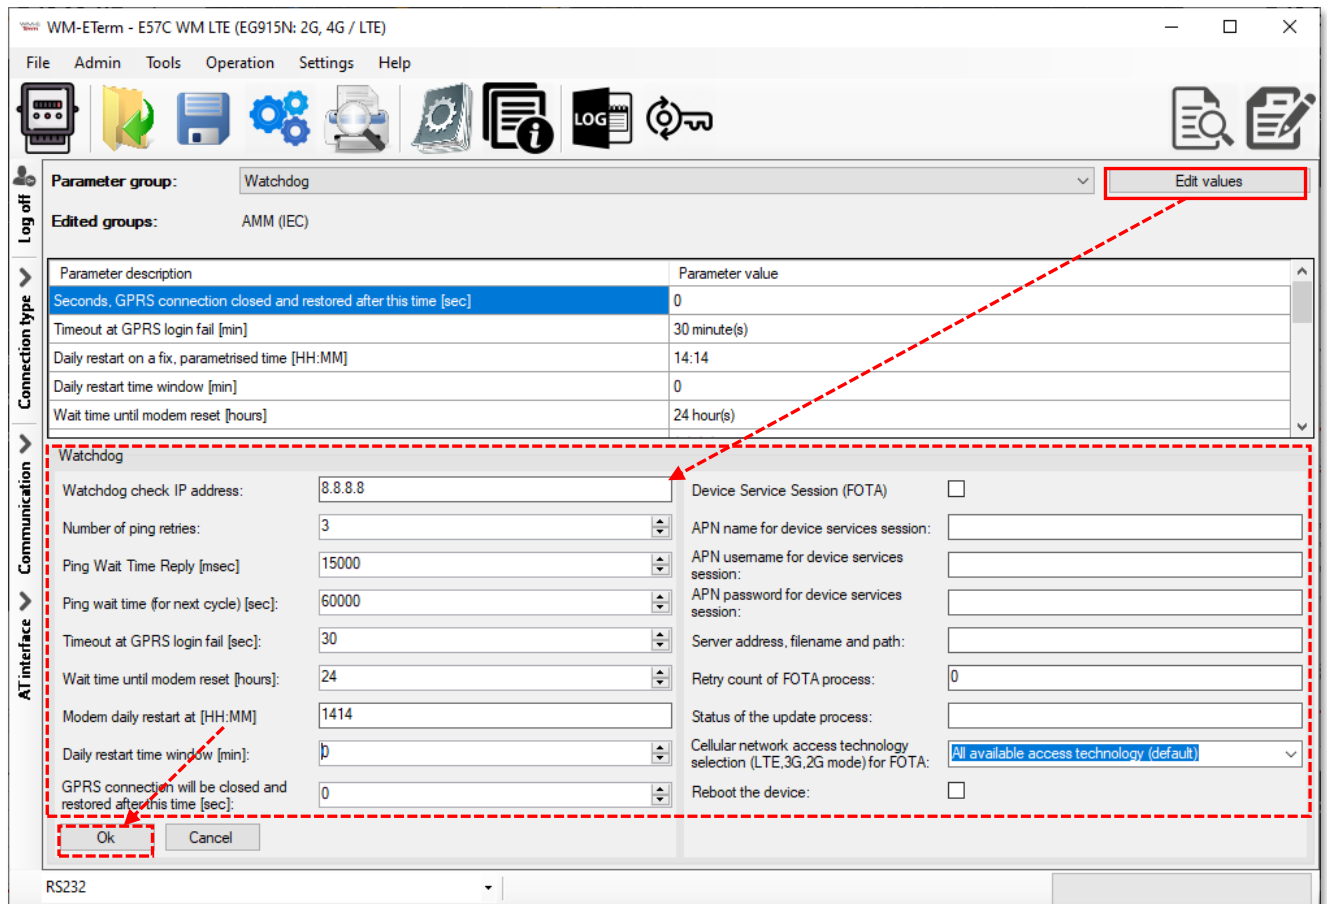 WM-ETerm - E57C WM LTE (EG915N: 2G, 4G / LTE)
File Admin Tools Operation Settings Help
LOG
Parameter group: Watchdog Edit values
Edited groups: AMM (IEC)
Log off
Connection type
Communication
AT interface
Parameter description Parameter value
Seconds, GPRS connection closed and restored after this time [sec] 0
Timeout at GPRS login fail [min] 30 minute(s)
Daily restart on a fix, parametrised time [HH:MM] 14:14
Daily restart time window [min] 0
Wait time until modem reset [hours] 24 hour(s)
Watchdog
Watchdog check IP address: 8.8.8.8 Device Service Session (FOTA)
Number of ping retries: 3 APN name for device services session:
Ping Wait Time Reply [msec] 15000 APN username for device services
session:
Ping wait time (for next cycle) [sec]: 60000 APN password for device services
session:
Timeout at GPRS login fail [sec]: 30 Server address, filename and path:
Wait time until modem reset [hours]: 24 Retry count of FOTA process: 0
Modem daily restart at [HH:MM] 1414 Status of the update process:
Daily restart time window [min]: 0 Cellular network access technology
selection (LTE,3G,2G mode) for FOTA: All available access technology (default)
GPRS connection will be closed and
restored after this time [sec]: 0 Reboot the device:
Ok Cancel
RS232